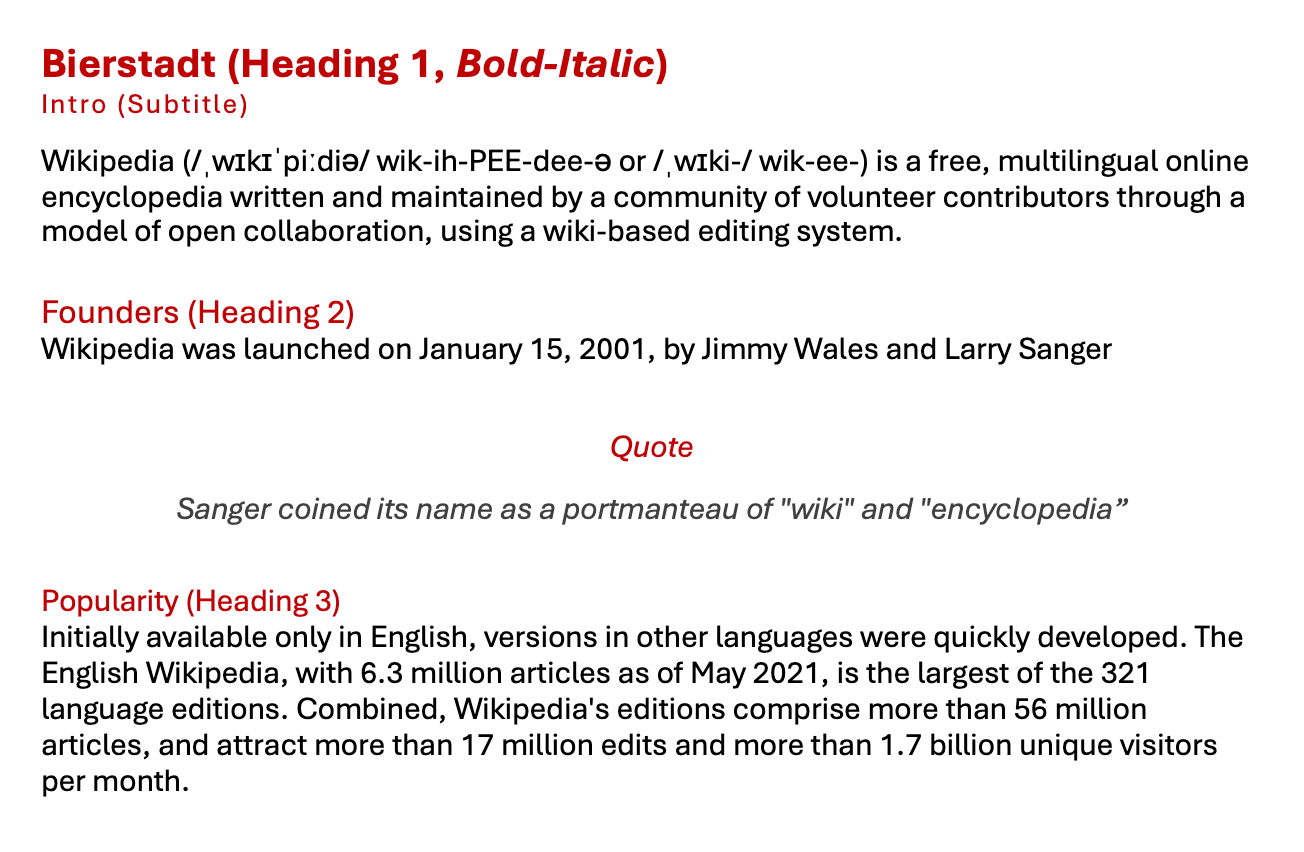 Bierstadt (Heading 1, Bold-Italic)
Intro (Subtitle)
Wikipedia (/ˌwɪkɪˈpiːdiə/ wik-ih-PEE-dee-ə or /ˌwɪki-/ wik-ee-) is a free, multilingual online
encyclopedia written and maintained by a community of volunteer contributors through a
model of open collaboration, using a wiki-based editing system.
Founders (Heading 2)
Wikipedia was launched on January 15, 2001, by Jimmy Wales and Larry Sanger
Quote
Sanger coined its name as a portmanteau of "wiki" and "encyclopedia”
Popularity (Heading 3)
Initially available only in English, versions in other languages were quickly developed. The
English Wikipedia, with 6.3 million articles as of May 2021, is the largest of the 321
language editions. Combined, Wikipedia's editions comprise more than 56 million
articles, and attract more than 17 million edits and more than 1.7 billion unique visitors
per month.